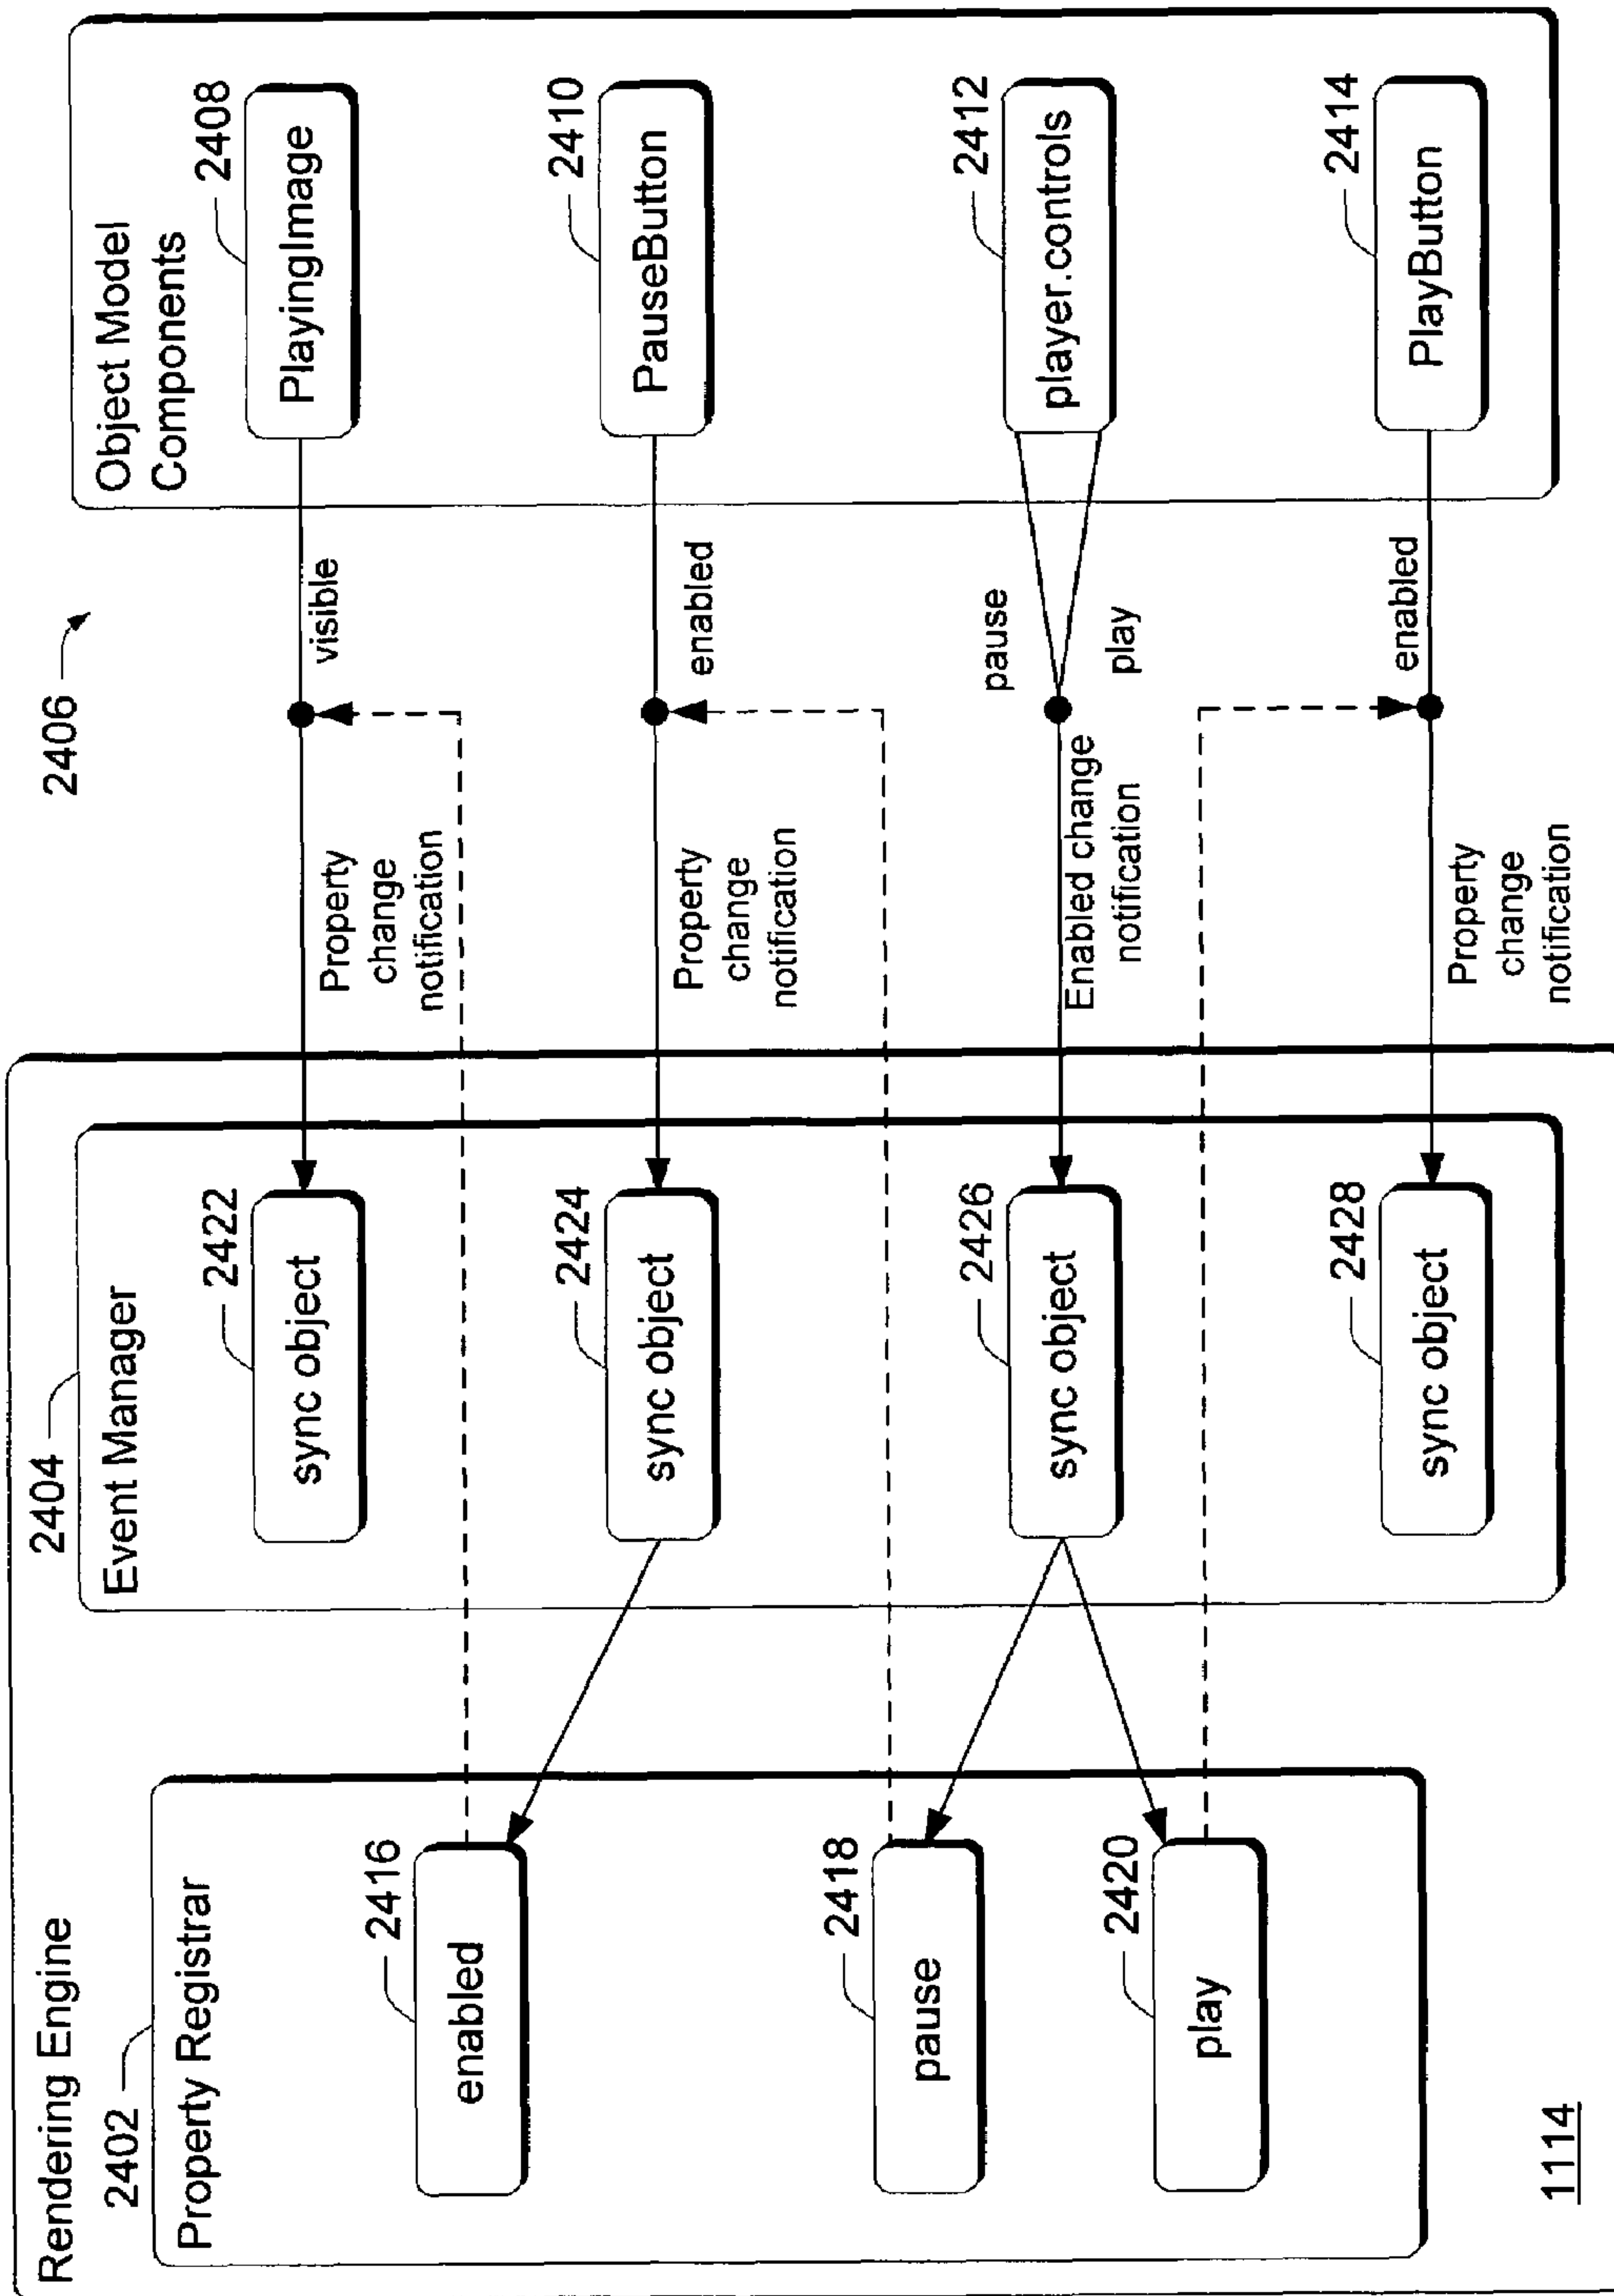 Rendering Engine
2402
Property Registrar
2416
enabled
2418
pause
2420
play
1114
2404
Event Manager
2422
sync object
2424
sync object
2426
sync object
2428
sync object
Property
change
notification
Property
change
notification
Enabled change
notification
Property
change
notification
2406
visible
enabled
pause
play
enabled
Object Model
Components
2408
PlayingImage
2410
PauseButton
2412
player.controls
2414
PlayButton